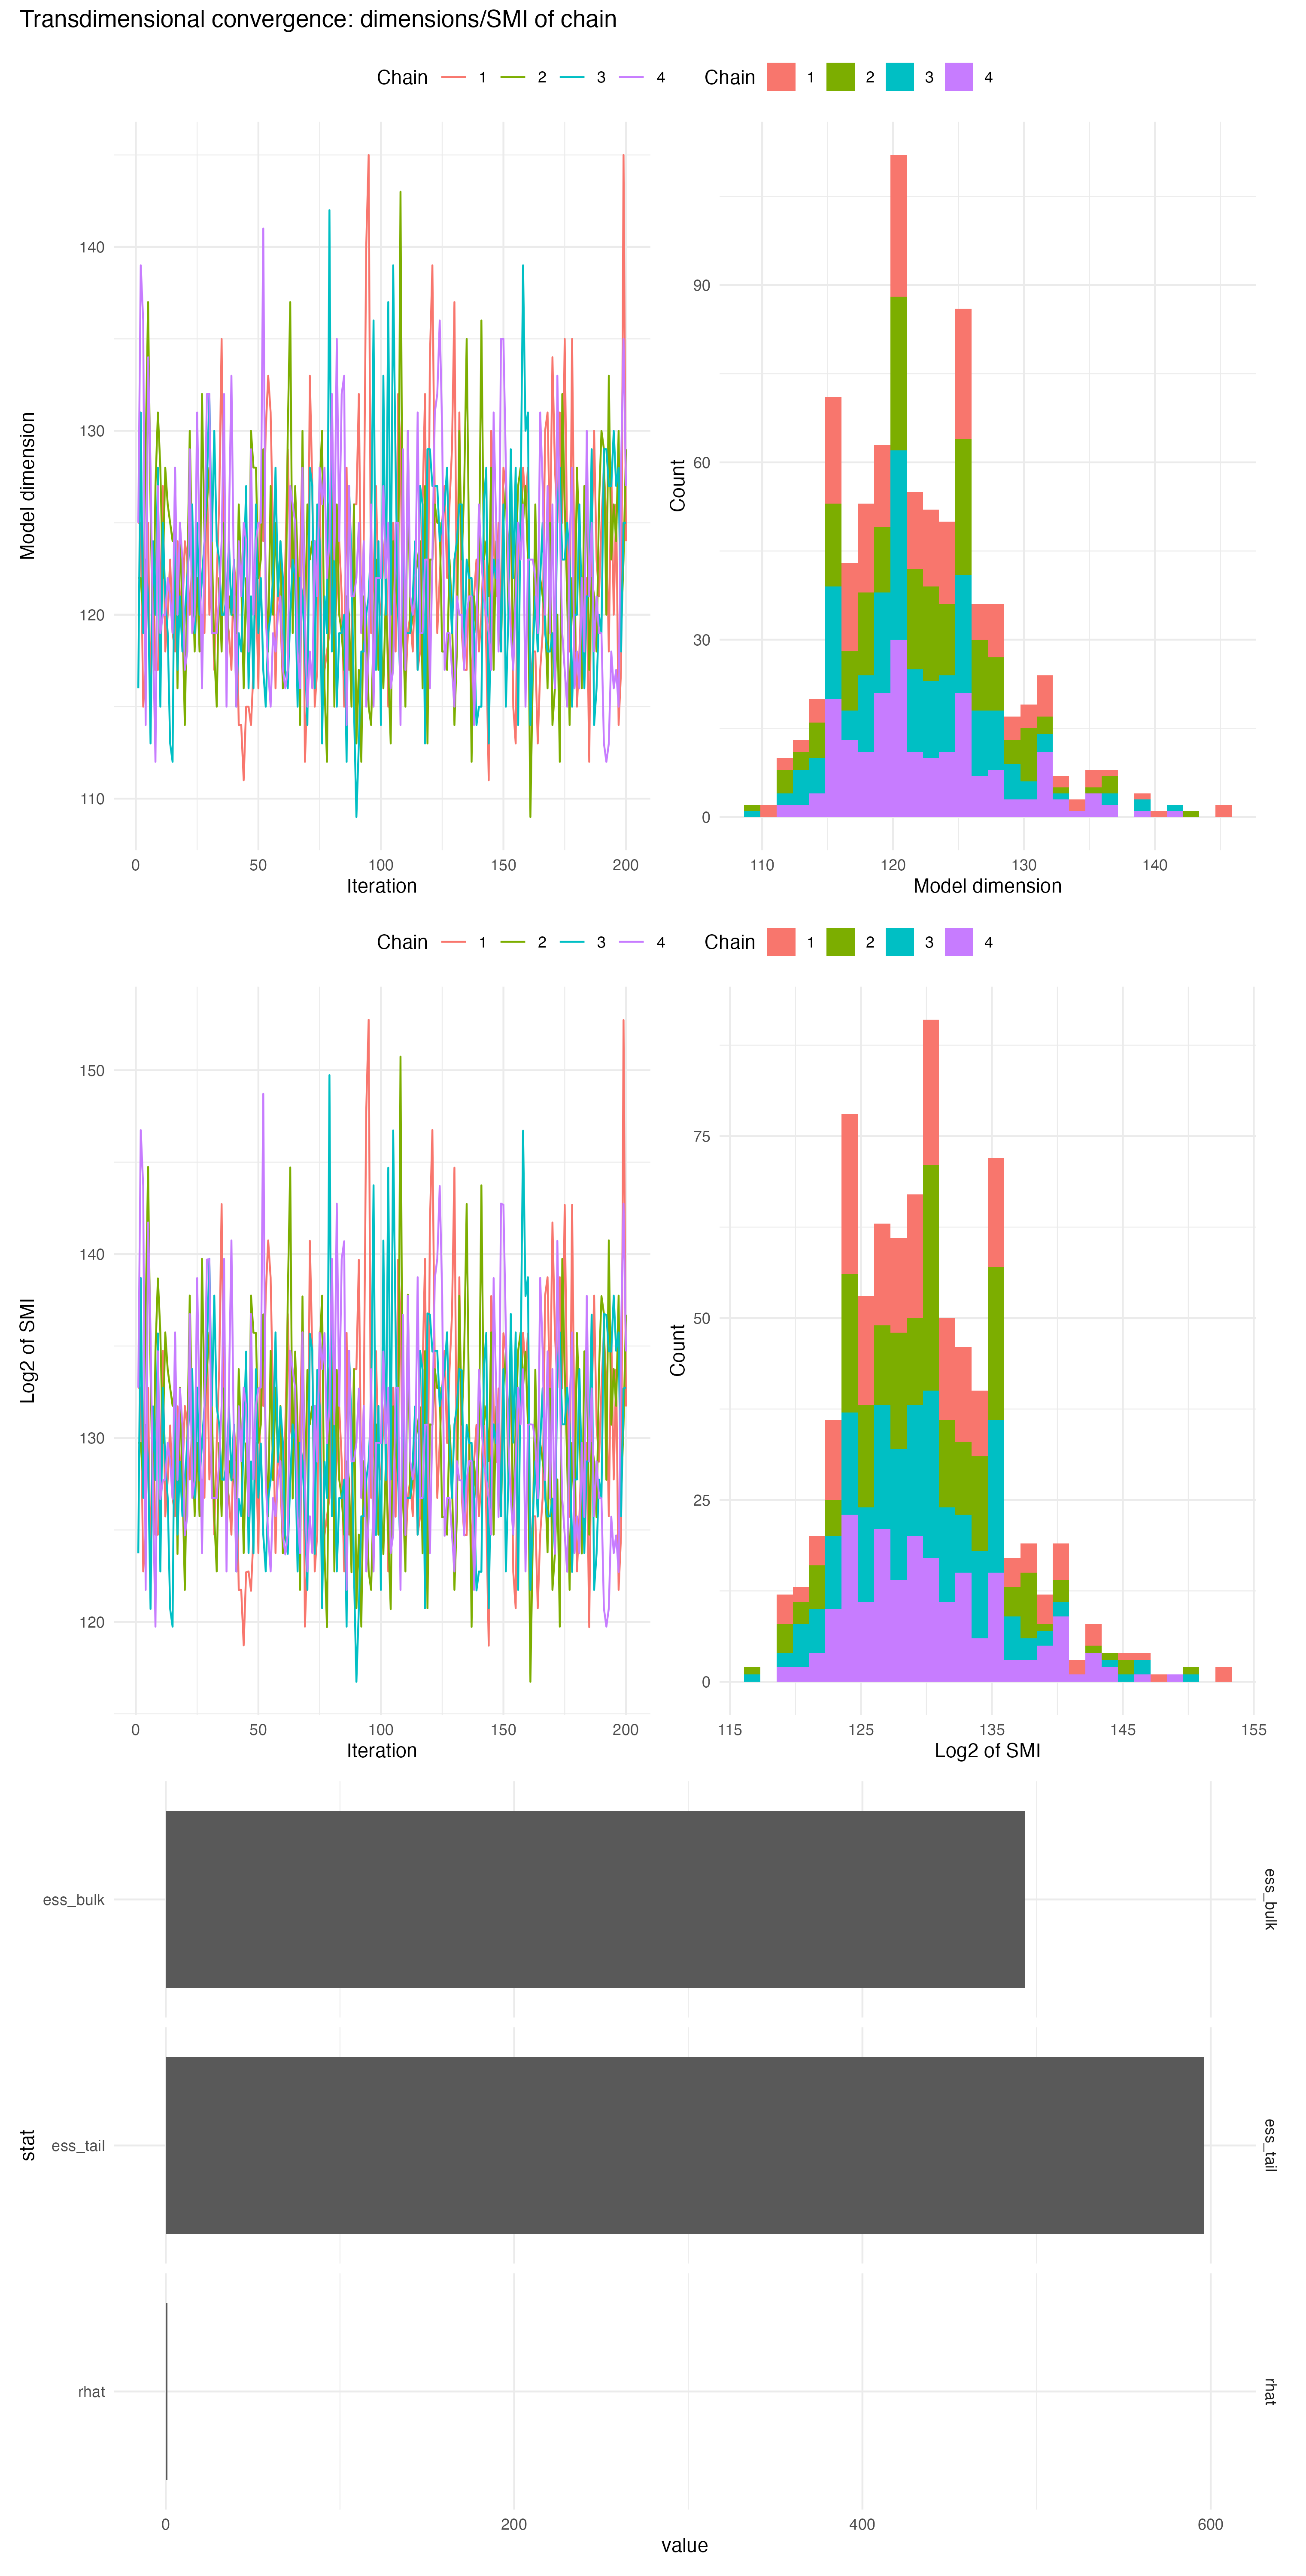 Transdimensional convergence: dimensions/SMI of chain
Chain 1 2 3 4 Chain 1 2 3 4
Model dimension
140
130
120
110
0 50 100 150 200
Iteration
Count
90
60
30
0
110 120 130 140
Model dimension
Chain 1 2 3 4 Chain 1 2 3 4
Log2 of SMI
150
140
130
120
0 50 100 150 200
Iteration
Count
75
50
25
0
115 125 135 145 155
Log2 of SMI
stat
ess_bulk
ess_bulk
ess_tail
ess_tail
rhat
rhat
0 200 400 600
value